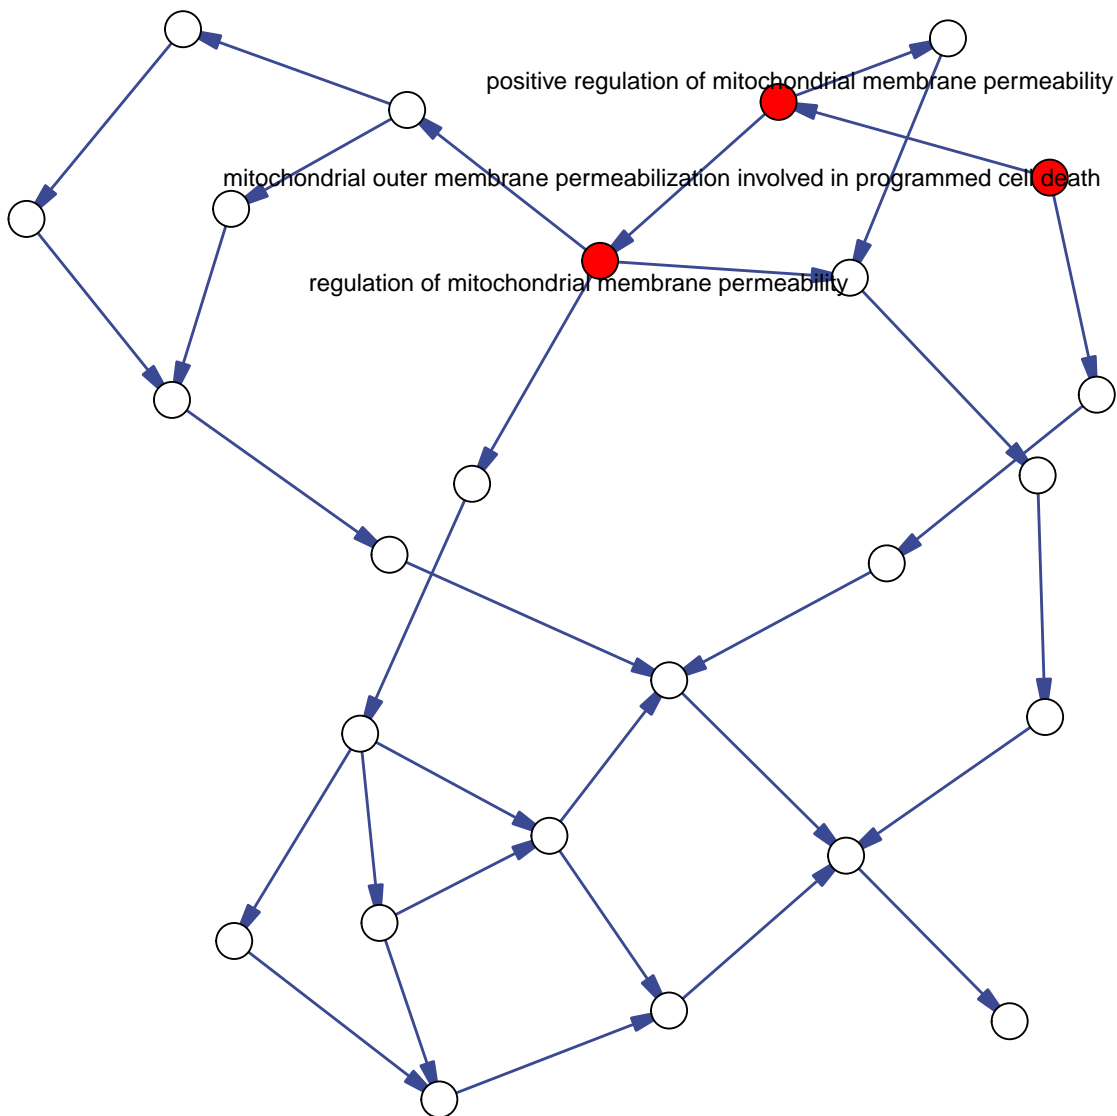 positive regulation of mitochondrial membrane permeability
mitochondrial outer membrane permeabilization involved in programmed cell death
regulation of mitochondrial membrane permeability